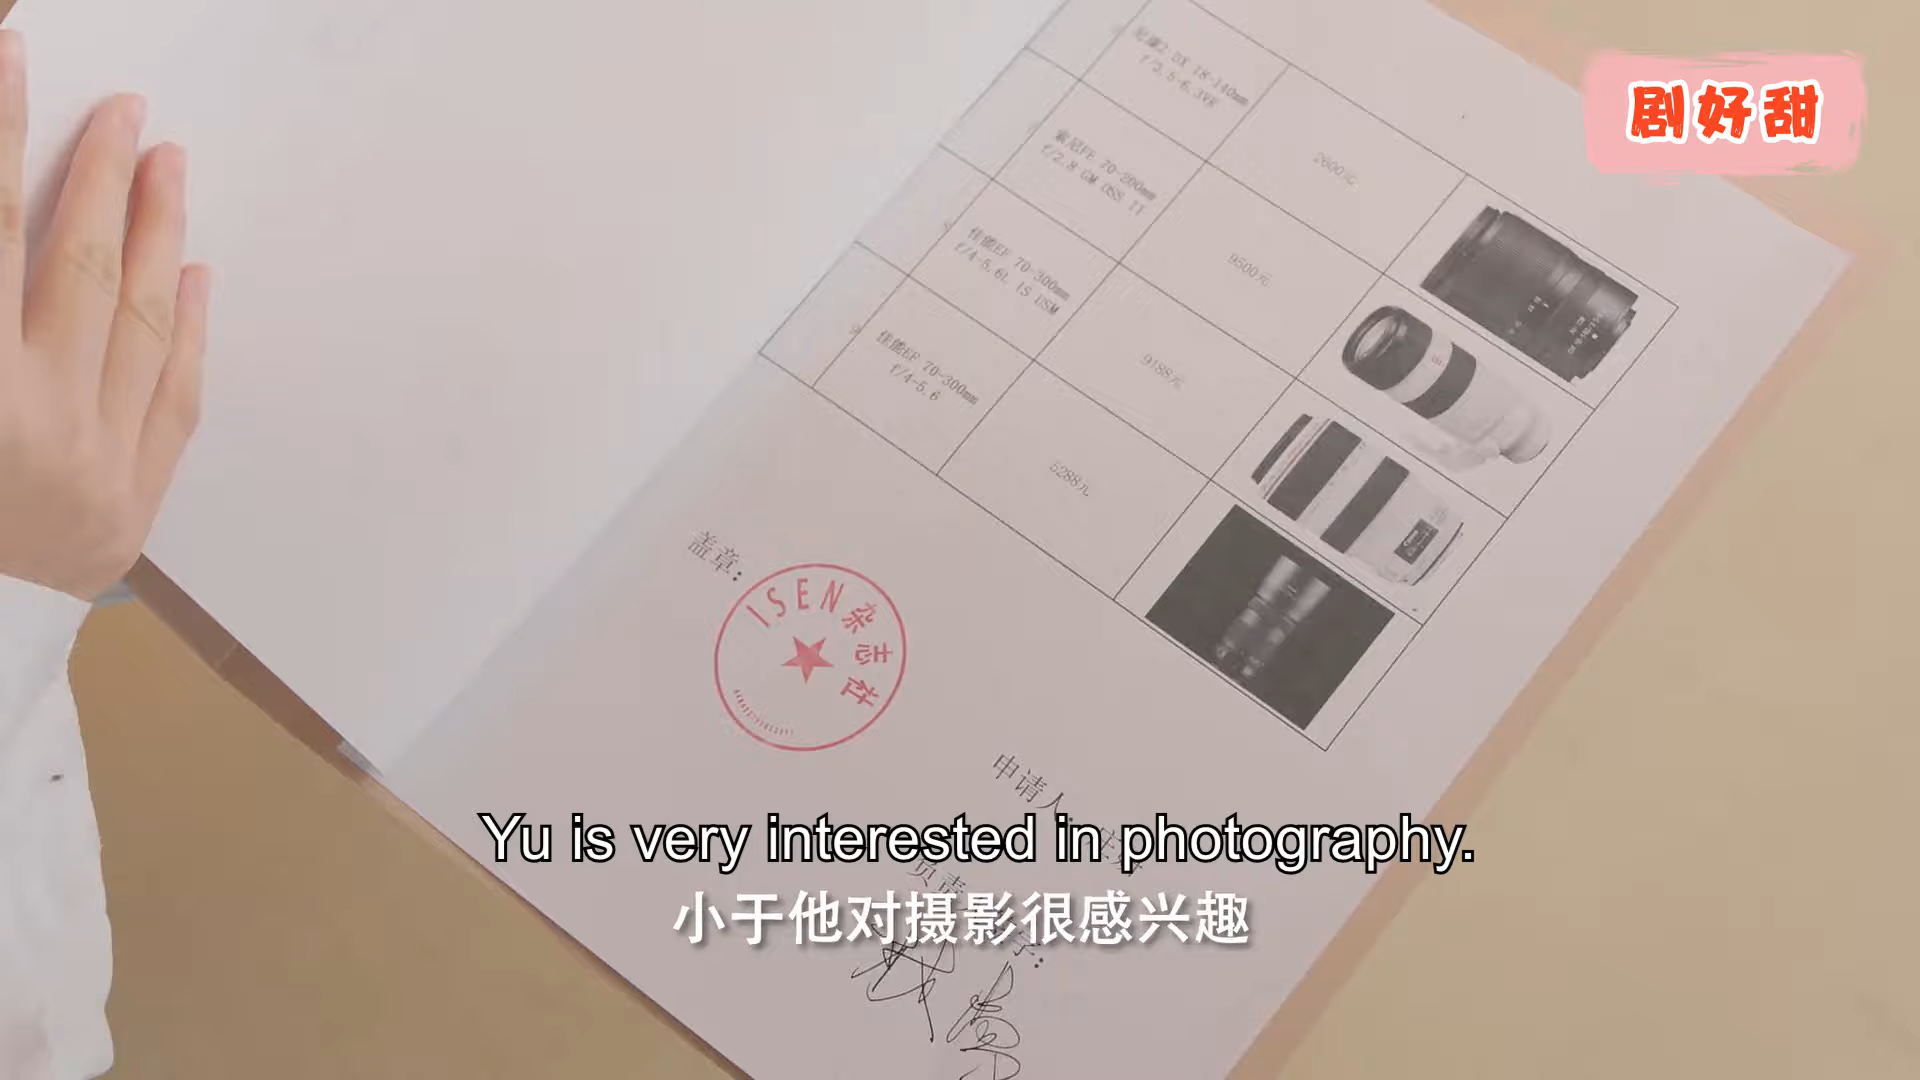 剧好甜
尼康Z DX 18-140mm
f/3.5-6.3VR
2600元
索尼FE 70-200mm
f/2.8 GM OSS II
9500元
佳能EF 70-300mm
f/4-5.6L IS USM
9188元
佳能EF 70-300mm
f/4-5.6
5288元
盖章：
ISEN杂志社
申请人：
Yu is very interested in photography.
小于他对摄影很感兴趣